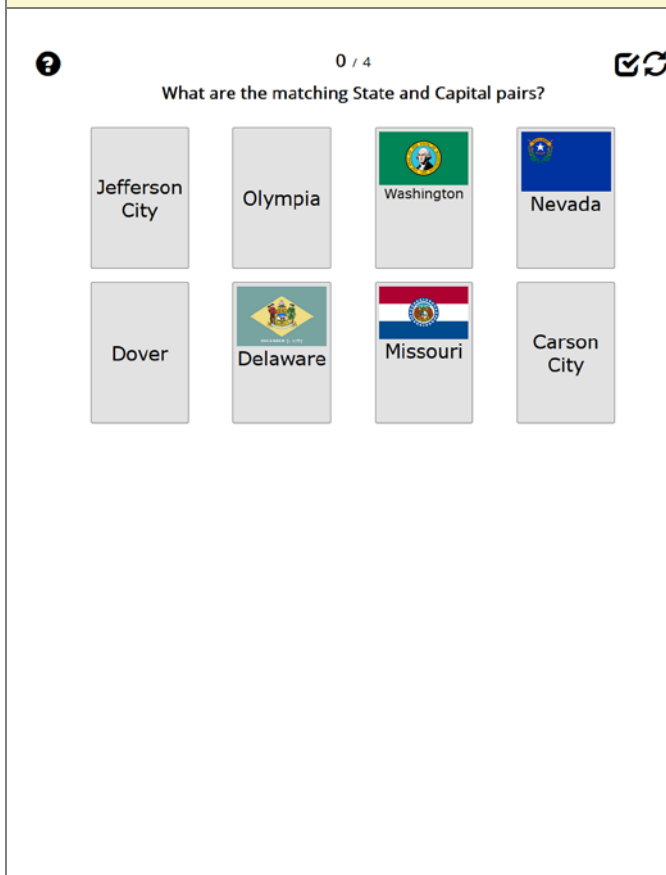 0 / 4
What are the matching State and Capital pairs?
Jefferson
City
Olympia
Washington
Nevada
Dover
Delaware
Missouri
Carson
City